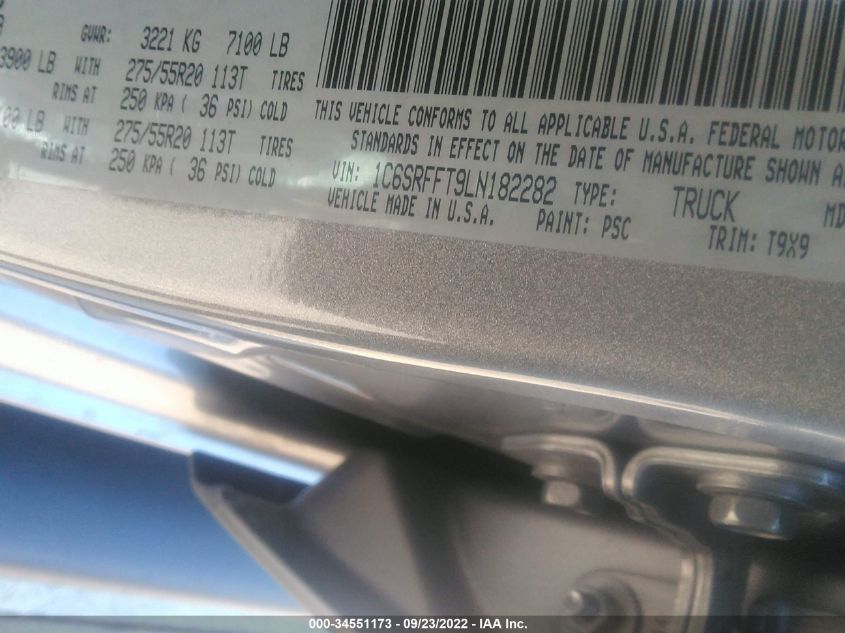 GVWR: 3221 KG 7100 LB
3900 LB WITH 275/55R20 113T TIRES
RIMS AT 250 KPA ( 36 PSI) COLD
00 LB WITH 275/55R20 113T TIRES
RIMS AT 250 KPA ( 36 PSI) COLD
THIS VEHICLE CONFORMS TO ALL APPLICABLE U.S.A. FEDERAL MOTOR
STANDARDS IN EFFECT ON THE DATE OF MANUFACTURE SHOWN A
VIN: 1C6SRFFT9LN182282 TYPE: TRUCK MD
VEHICLE MADE IN U.S.A. PAINT: PSC TRIM: T9X9
000-34551173 - 09/23/2022 - IAA Inc.